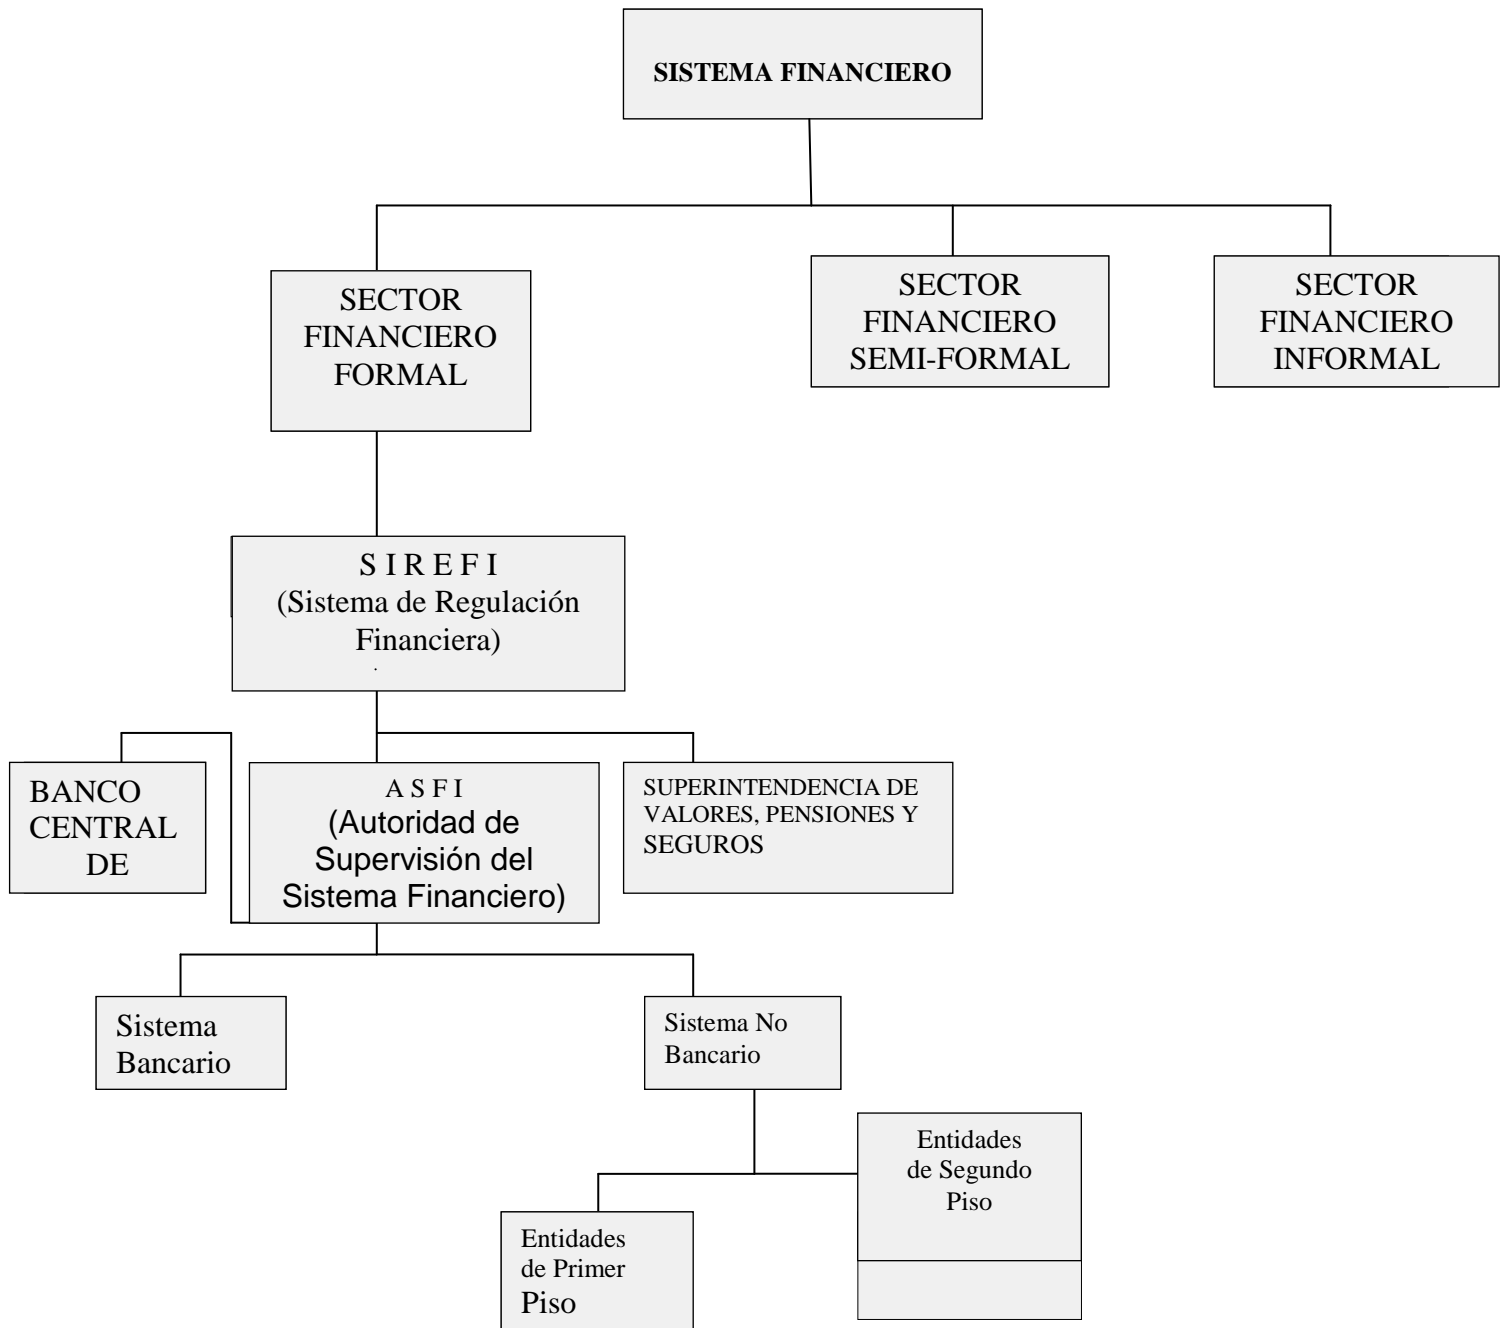 SISTEMA FINANCIERO
SECTOR
FINANCIERO
FORMAL
SECTOR
FINANCIERO
SEMI-FORMAL
SECTOR
FINANCIERO
INFORMAL
S I R E F I
(Sistema de Regulación
Financiera)
.
BANCO
CENTRAL
DE
A S F I
(Autoridad de
Supervisión del
Sistema Financiero)
SUPERINTENDENCIA DE
VALORES, PENSIONES Y
SEGUROS
Sistema
Bancario
Sistema No
Bancario
Entidades
de Primer
Piso
Entidades
de Segundo
Piso